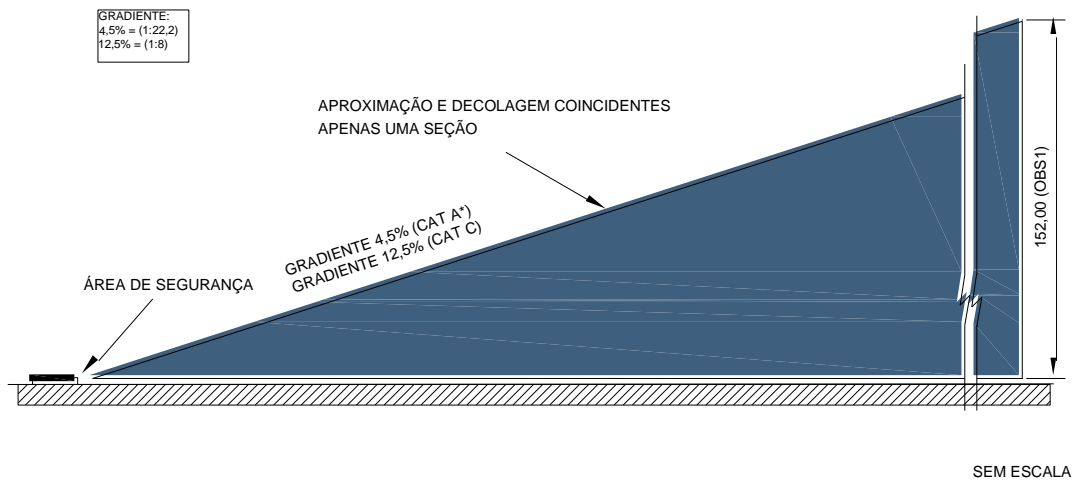 GRADIENTE:
4,5% = (1:22,2)
12,5% = (1:8)
APROXIMAÇÃO E DECOLAGEM COINCIDENTES
APENAS UMA SEÇÃO
GRADIENTE 4,5% (CAT A*)
GRADIENTE 12,5% (CAT C)
ÁREA DE SEGURANÇA
152,00 (OBS1)
SEM ESCALA